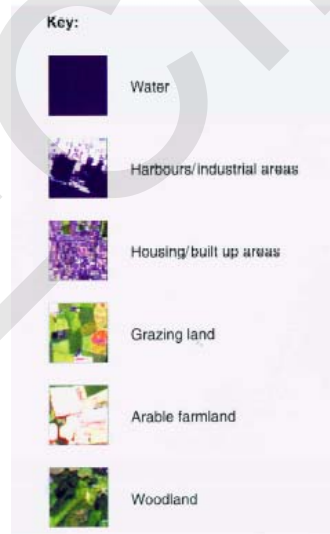 Key:
Water
Harbours/industrial areas
Housing/built up areas
Grazing land
Arable farmland
Woodland